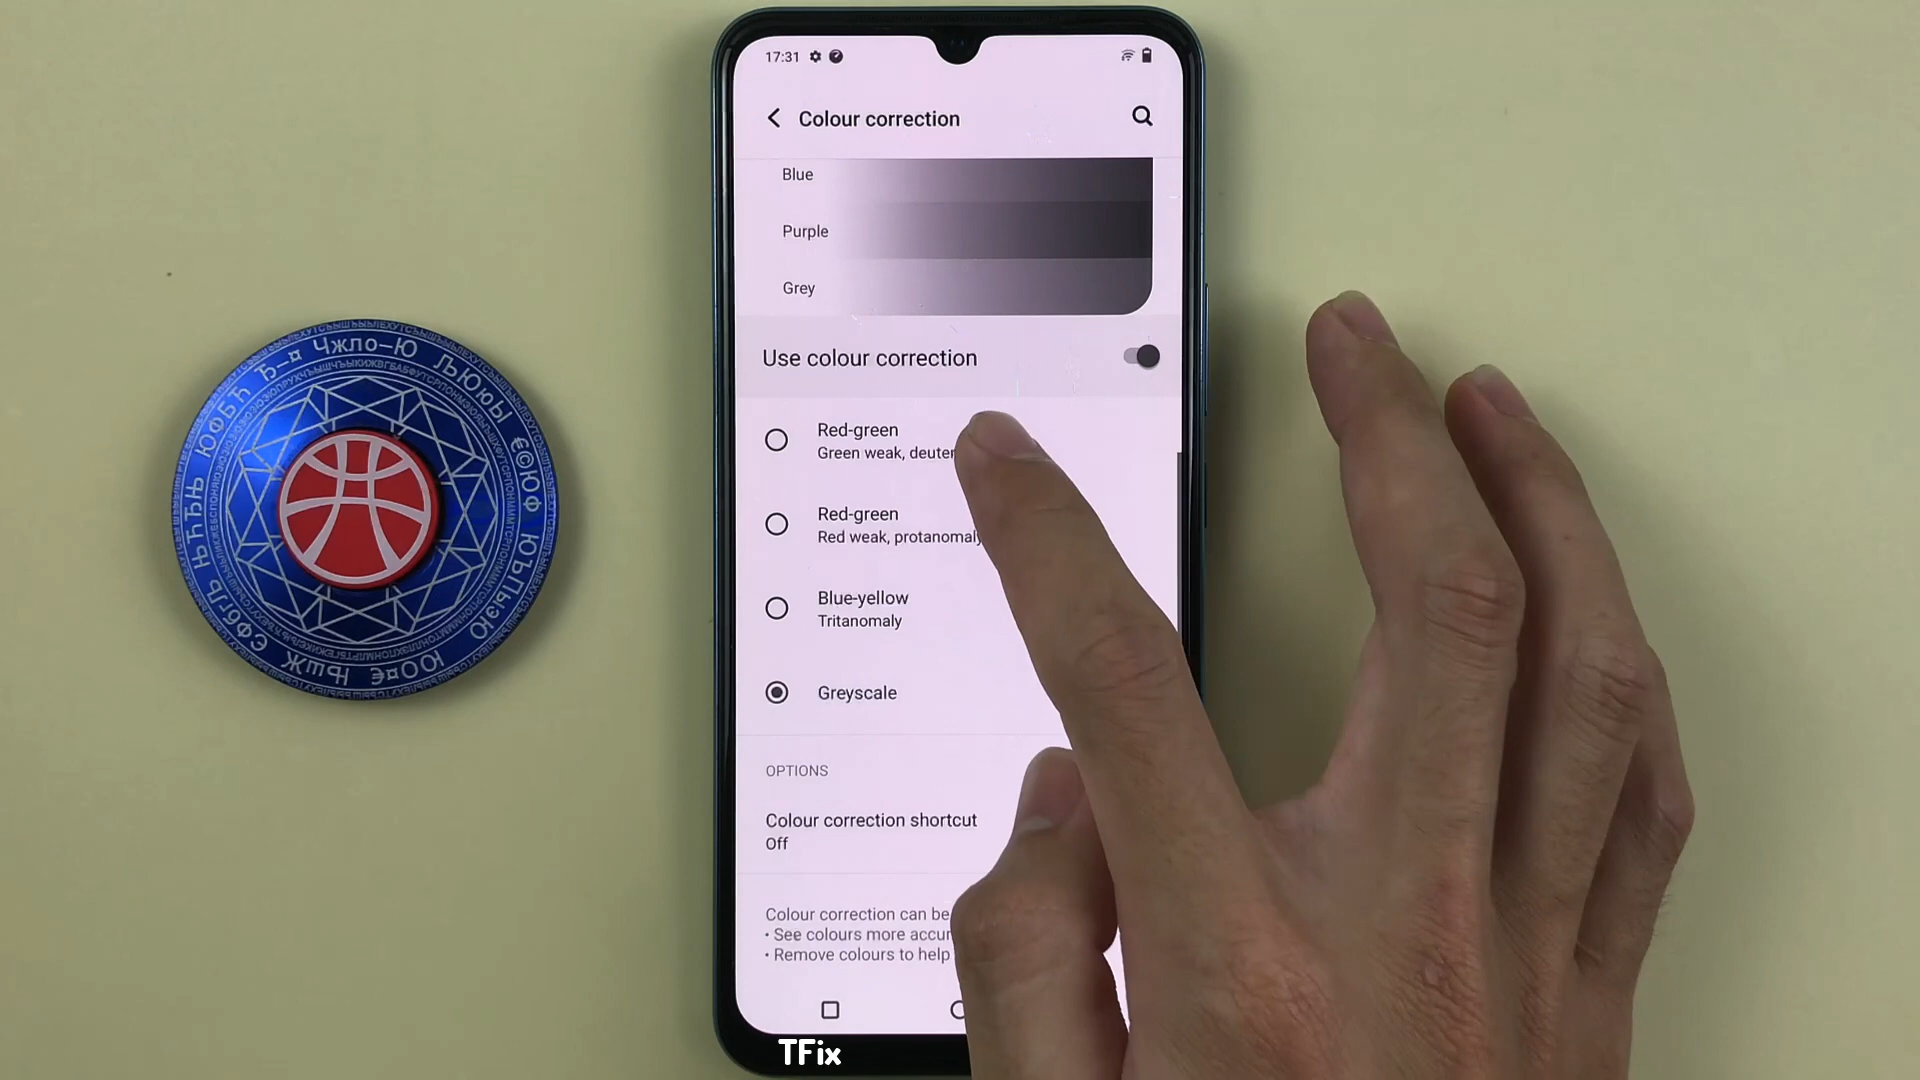 17:31
Colour correction
Blue
Purple
Grey
Use colour correction
Red-green
Green weak, deuter
Red-green
Red weak, protanomaly
Blue-yellow
Tritanomaly
Greyscale
OPTIONS
Colour correction shortcut
Off
Colour correction can be
• See colours more accur
• Remove colours to help
TFix